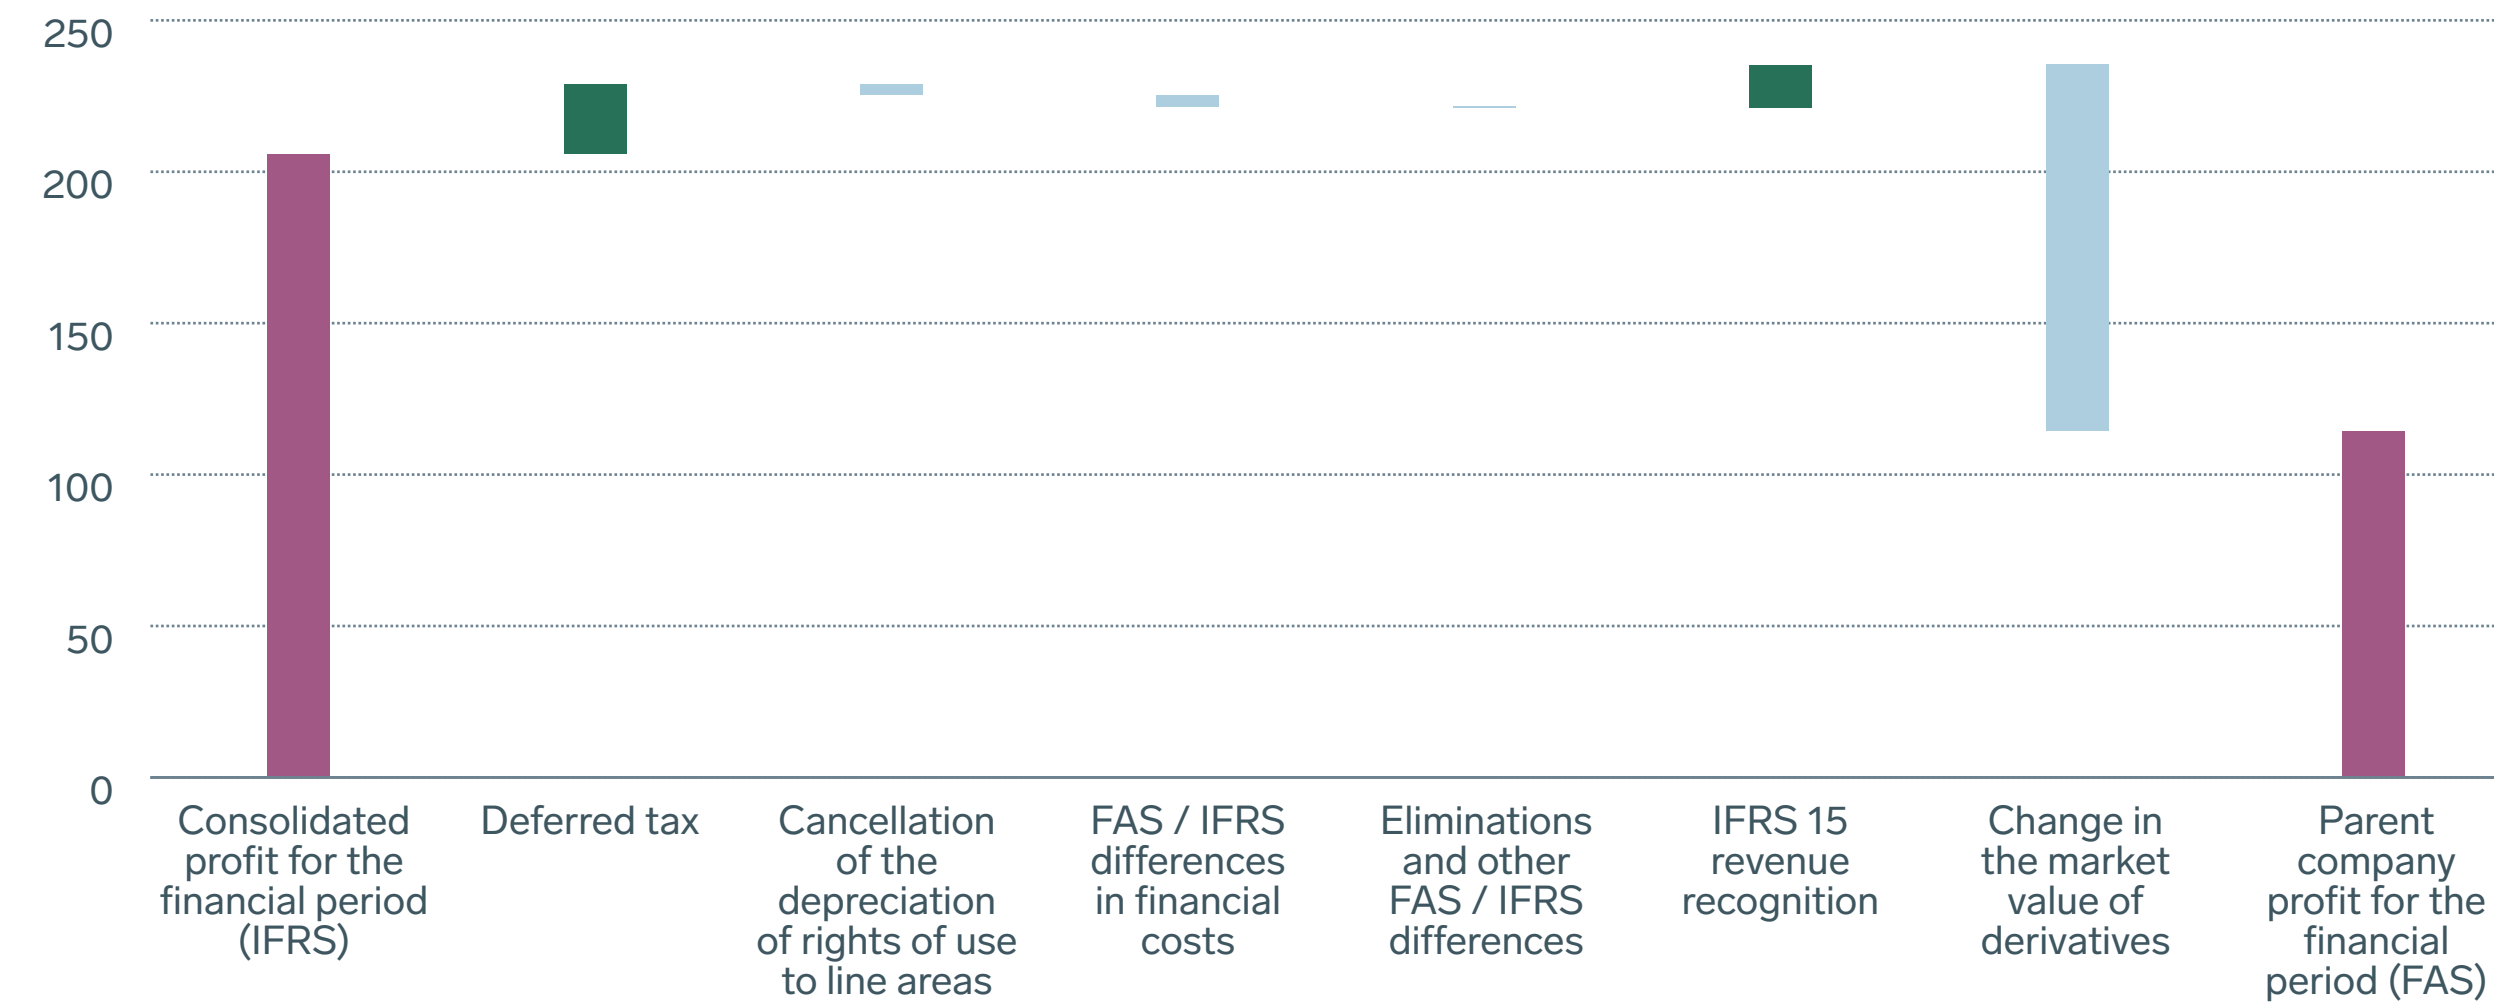 250
200
150
100
50
0
Consolidated
profit for the
financial period
(IFRS)
Deferred tax
Cancellation
of the
depreciation
of rights of use
to line areas
FAS / IFRS
differences
in financial
costs
Eliminations
and other
FAS / IFRS
differences
IFRS 15
revenue
recognition
Change in
the market
value of
derivatives
Parent
company
profit for the
financial
period (FAS)